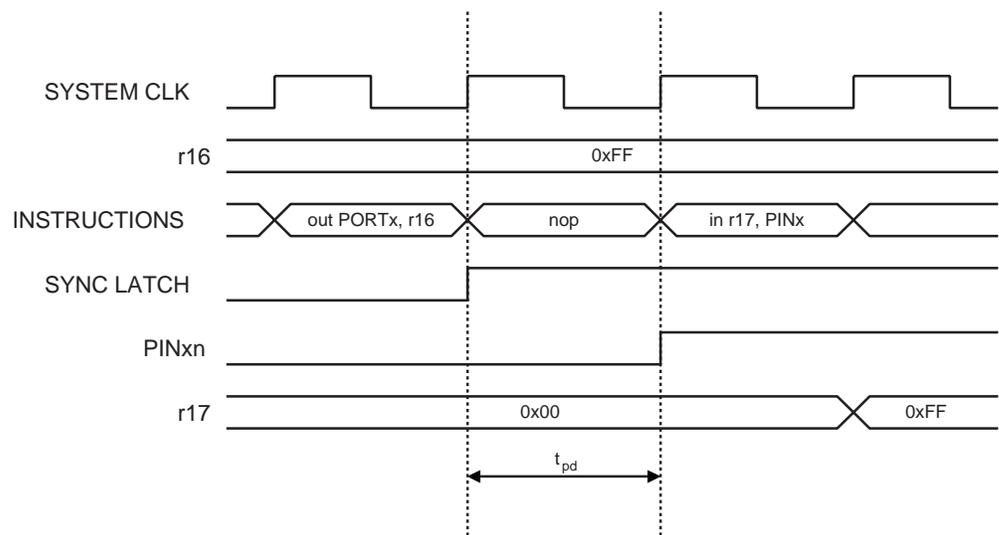 SYSTEM CLK
r16
0xFF
INSTRUCTIONS
out PORTx, r16
nop
in r17, PINx
SYNC LATCH
PINxn
r17
0x00
0xFF
tpd